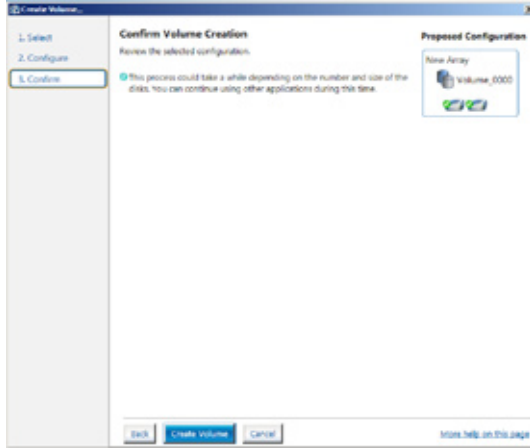 Create Volume...
1. Select
2. Configure
3. Confirm
Confirm Volume Creation
Review the selected configuration.
This process could take a while depending on the number and size of the
disks. You can continue using other applications during this time.
Proposed Configuration
New Array
Volume_0000
Back
Create Volume
Cancel
More help on this page